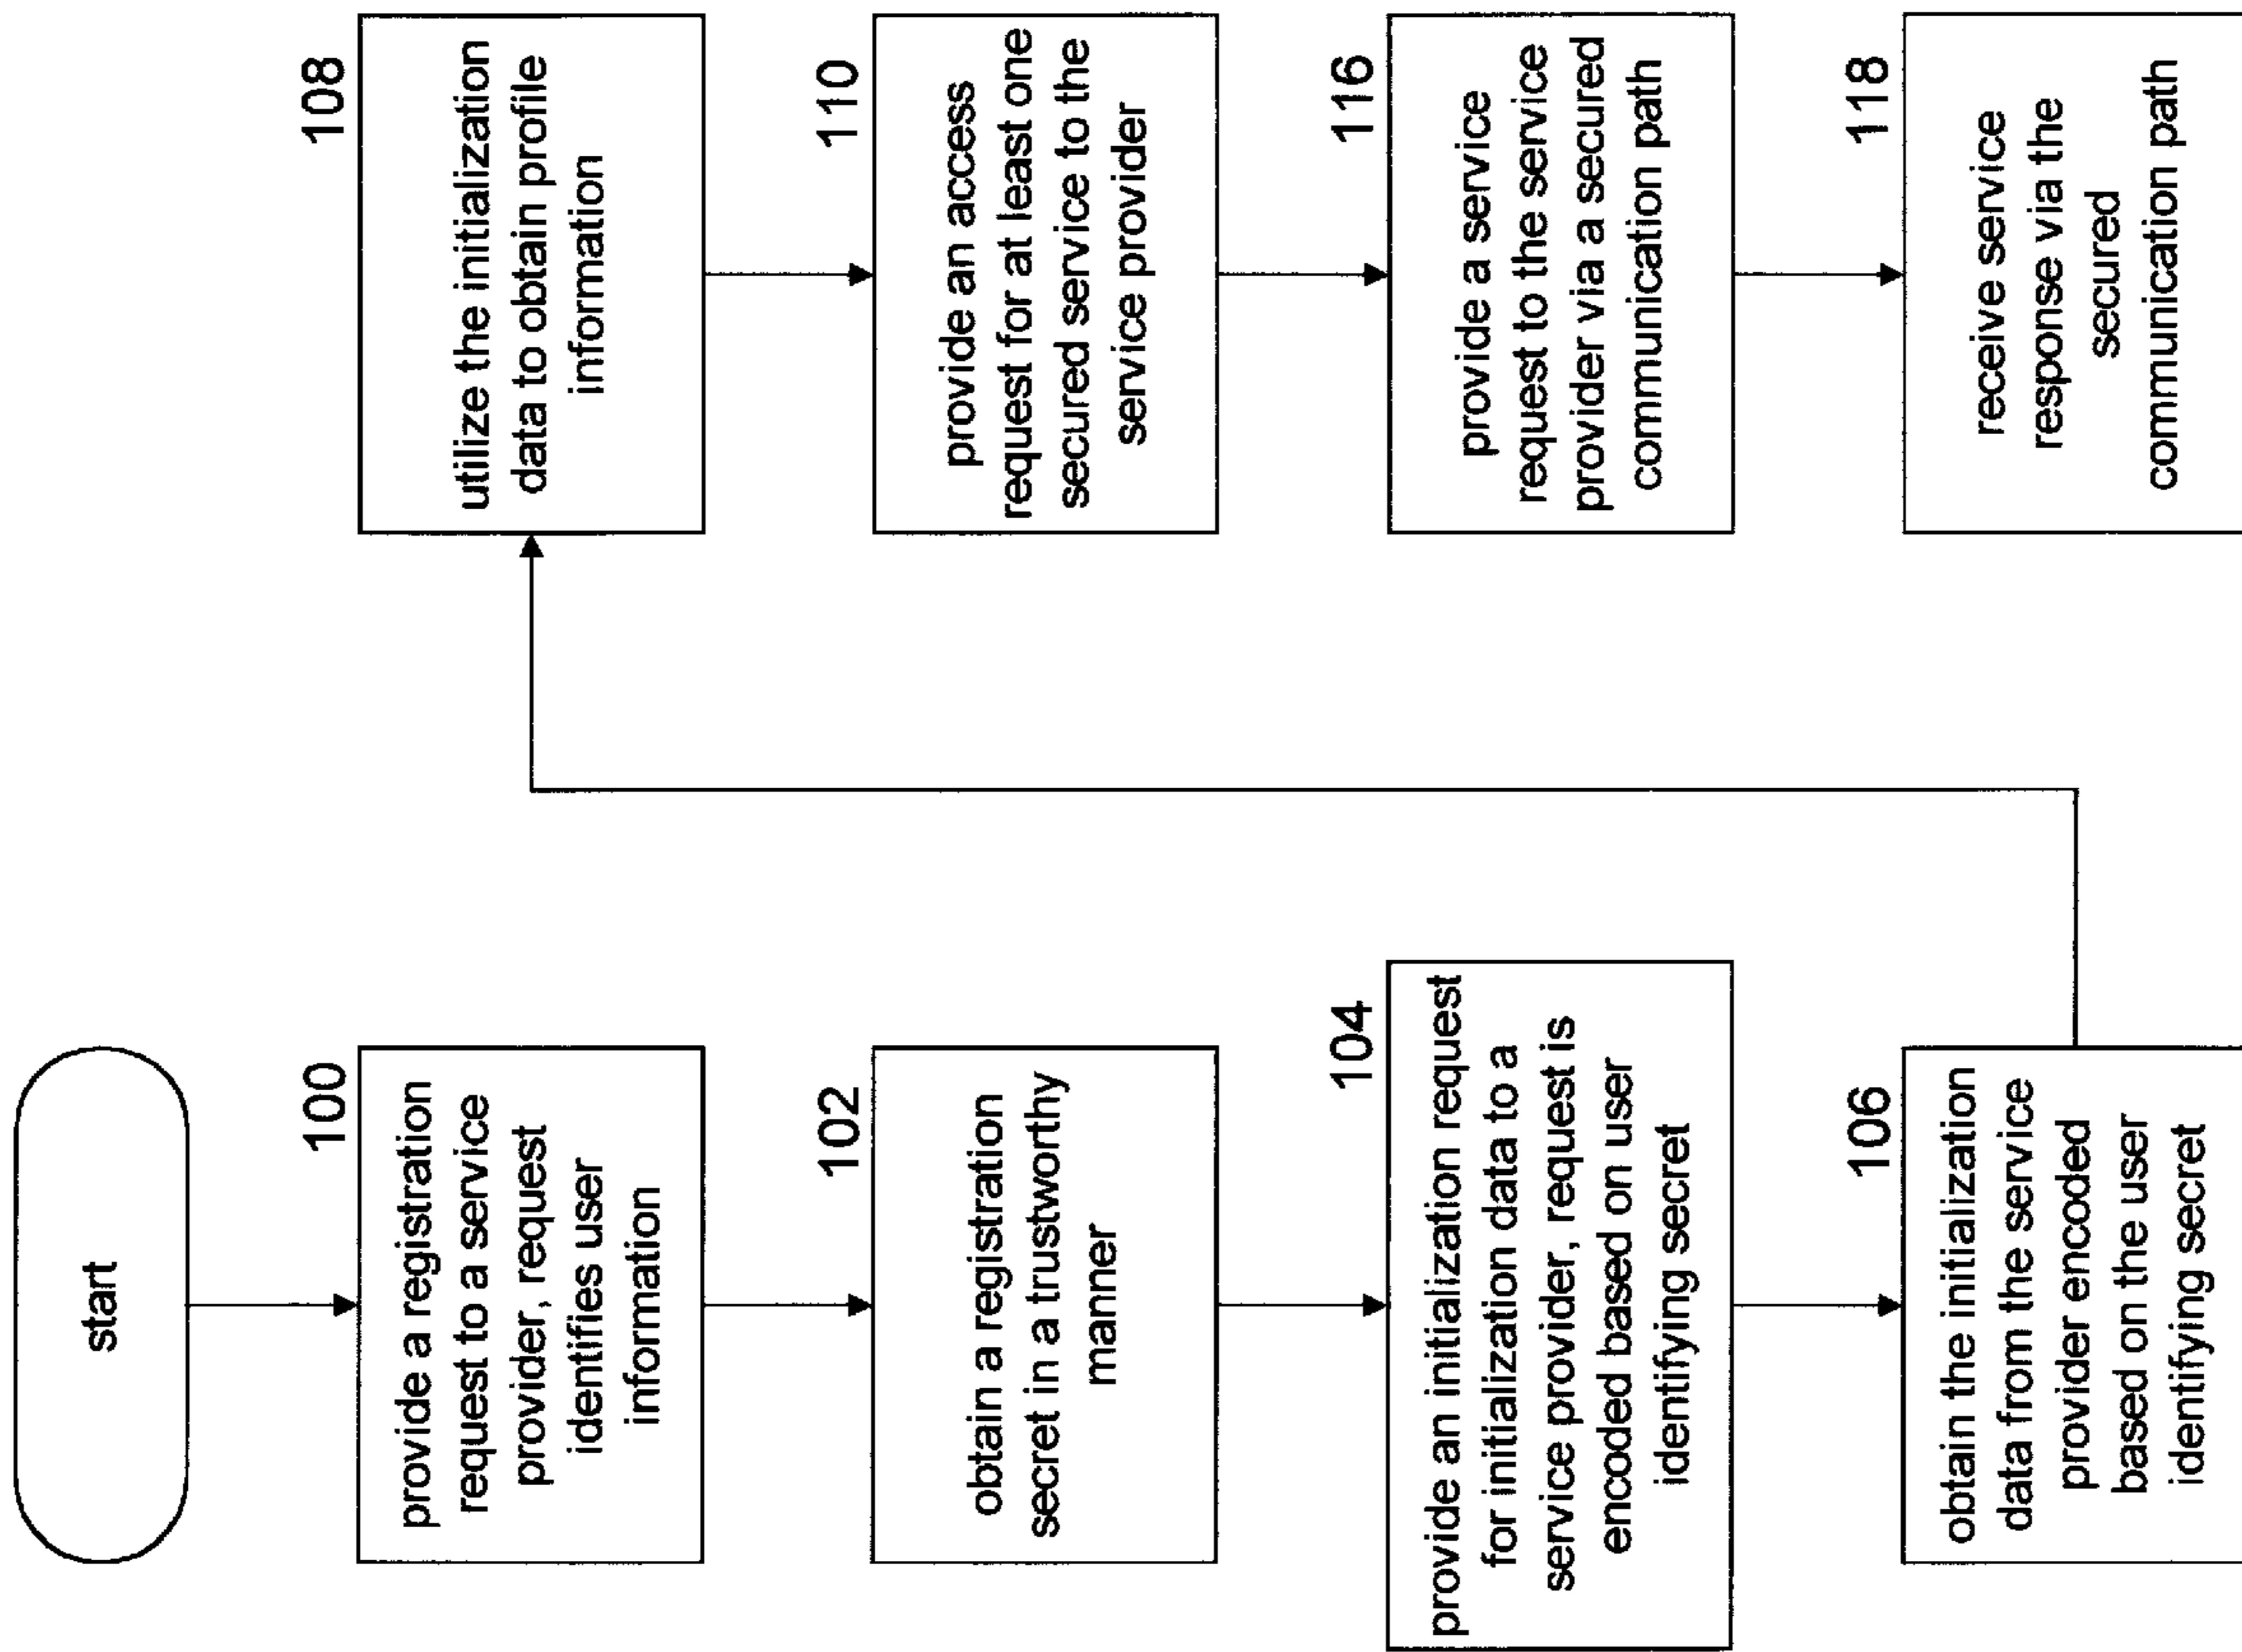 start
100
provide a registration
request to a service
provider, request
identifies user
information
102
obtain a registration
secret in a trustworthy
manner
104
provide an initialization request
for initialization data to a
service provider, request is
encoded based on user
identifying secret
106
obtain the initialization
data from the service
provider encoded
based on the user
identifying secret
108
utilize the initialization
data to obtain profile
information
110
provide an access
request for at least one
secured service to the
service provider
116
provide a service
request to the service
provider via a secured
communication path
118
receive service
response via the
secured
communication path